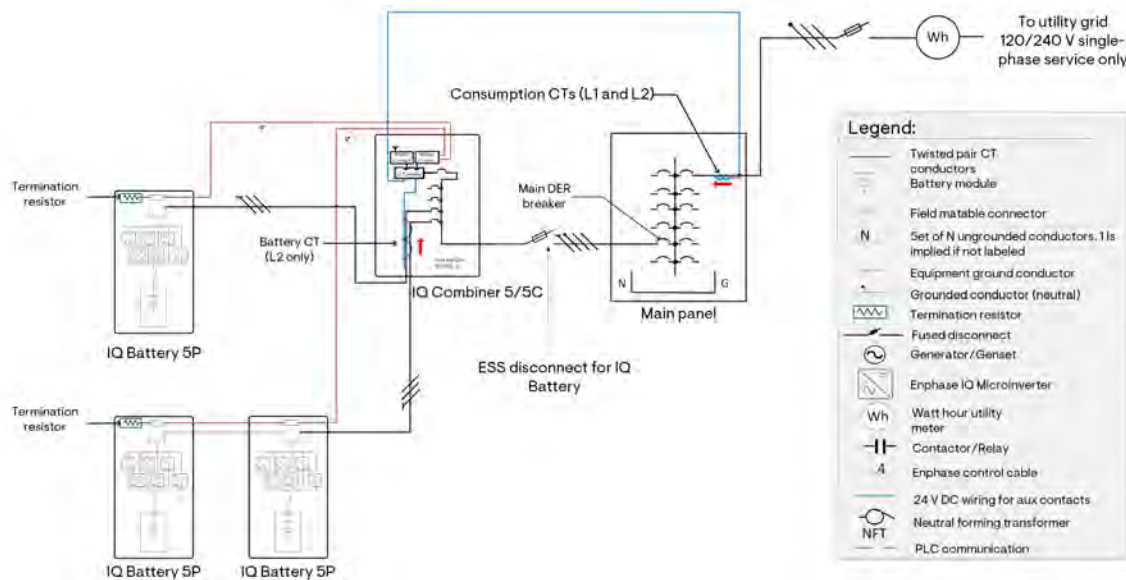 To utility grid
120/240 V single-
phase service only
Wh
Consumption CTs (L1 and L2)
Termination
resistor
Main DER
breaker
Battery CT
(L2 only)
IQ Combiner 5/5C
N
G
Main panel
IQ Battery 5P
ESS disconnect for IQ
Battery
Termination
resistor
IQ Battery 5P
IQ Battery 5P
Legend:
Twisted pair CT
conductors
Battery module
Field matable connector
N
Set of N ungrounded conductors. 1 Is
implied if not labeled
Equipment ground conductor
Grounded conductor (neutral)
Termination resistor
Fused disconnect
Generator/Genset
Enphase IQ Microinverter
Wh
Watt hour utility
meter
Contactor/Relay
4
Enphase control cable
24 V DC wiring for aux contacts
Neutral forming transformer
NFT
PLC communication